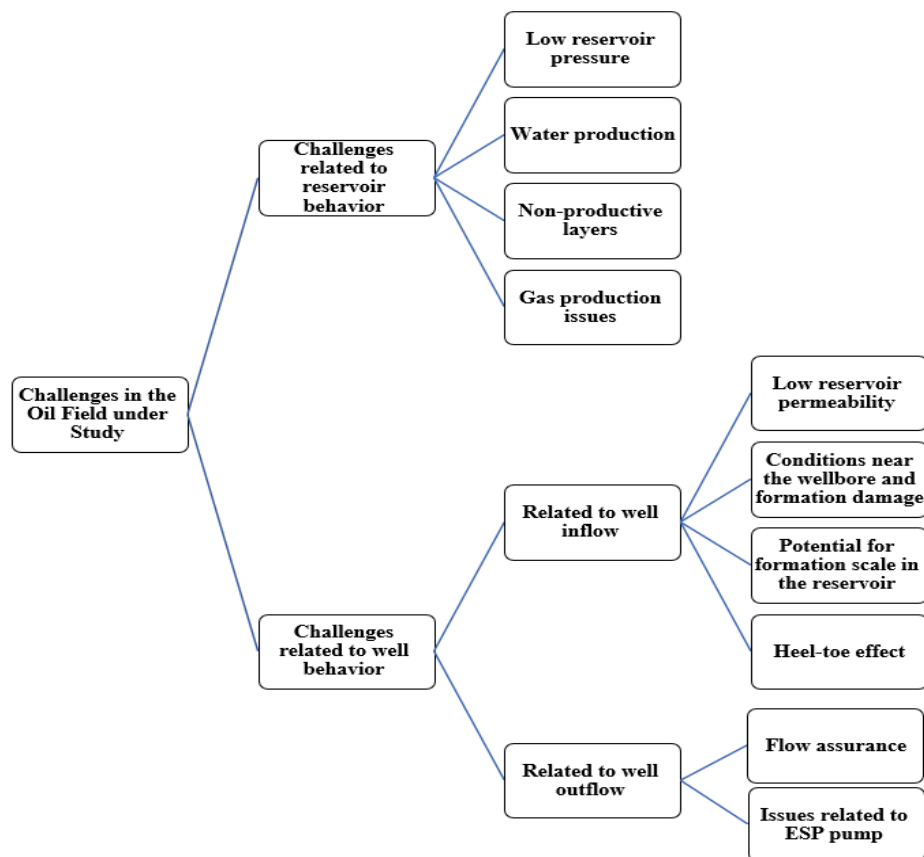 Low reservoir
pressure
Water production
Challenges
related to
reservoir
behavior
Non-productive
layers
Gas production
issues
Challenges in the
Oil Field under
Study
Low reservoir
permeability
Conditions near
the wellbore and
formation damage
Related to well
inflow
Potential for
formation scale in
the reservoir
Challenges
related to well
behavior
Heel-toe effect
Flow assurance
Related to well
outflow
Issues related to
ESP pump